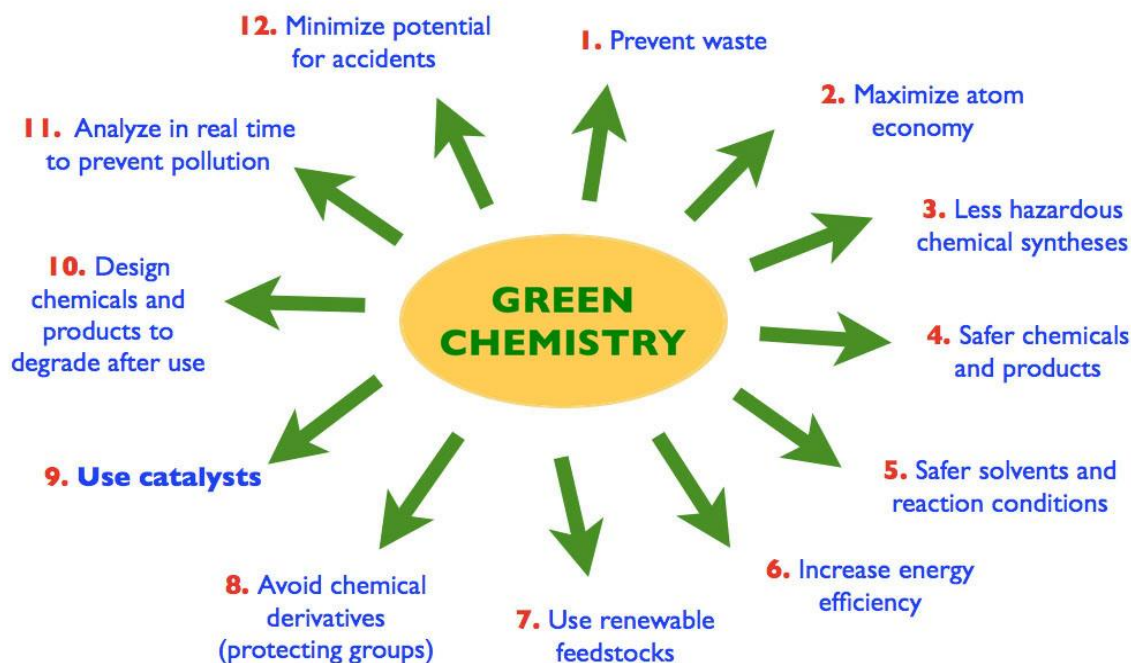 GREEN
CHEMISTRY
1. Prevent waste
2. Maximize atom
economy
3. Less hazardous
chemical syntheses
4. Safer chemicals
and products
5. Safer solvents and
reaction conditions
6. Increase energy
efficiency
7. Use renewable
feedstocks
8. Avoid chemical
derivatives
(protecting groups)
9. Use catalysts
10. Design
chemicals and
products to
degrade after use
11. Analyze in real time
to prevent pollution
12. Minimize potential
for accidents